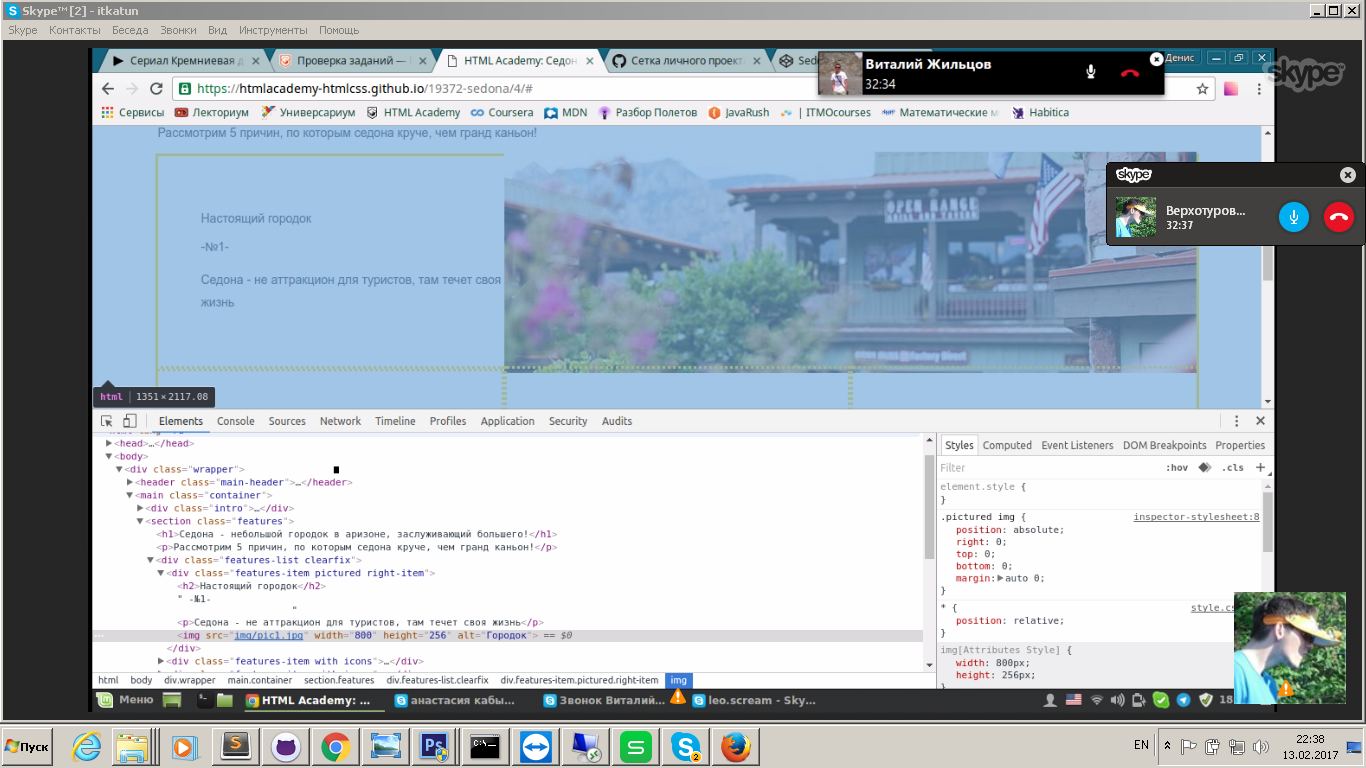 Skype™ [2] - itkatun
Skype Контакты Беседа Звонки Вид Инструменты Помощь
Сериал Кремниевая д
Проверка заданий —
HTML Academy: Седон
Сетка личного проект
Sed
Денис
Виталий Жильцов
32:34
skype
https://htmlacademy-htmlcss.github.io/19372-sedona/4/#
Сервисы Лекториум Универсариум HTML Academy Coursera MDN Разбор Полетов JavaRush | ITMOcourses Математические м Habitica
Рассмотрим 5 причин, по которым седона круче, чем гранд каньон!
skype
Верхотуров...
32:37
Настоящий городок
-№1-
Седона - не аттракцион для туристов, там течет своя
жизнь
OPEN RANGE
html 1351 × 2117.08
Elements Console Sources Network Timeline Profiles Application Security Audits
▶<head>…</head>
▼<body>
▼<div class="wrapper">
▶<header class="main-header">…</header>
▼<main class="container">
▶<div class="intro">…</div>
▼<section class="features">
<h1>Седона - небольшой городок в аризоне, заслуживающий большего!</h1>
<p>Рассмотрим 5 причин, по которым седона круче, чем гранд каньон!</p>
▼<div class="features-list clearfix">
▼<div class="features-item pictured right-item">
<h2>Настоящий городок</h2>
" -№1-
"
<p>Седона - не аттракцион для туристов, там течет своя жизнь</p>
<img src="img/pic1.jpg" width="800" height="256" alt="Городок"> == $0
</div>
▶<div class="features-item with icons">…</div>
html body div.wrapper main.container section.features div.features-list.clearfix div.features-item.pictured.right-item img
Styles Computed Event Listeners DOM Breakpoints Properties
Filter :hov .cls +
element.style {
}
.pictured img { inspector-stylesheet:8
position: absolute;
right: 0;
top: 0;
bottom: 0;
margin:▶auto 0;
}
* { style.cs
position: relative;
}
img[Attributes Style] {
width: 800px;
height: 256px;
}
Меню HTML Academy: ... анастасия кабы... Звонок Виталий... leo.scream - Sky... 18
Пуск EN 22:38
13.02.2017